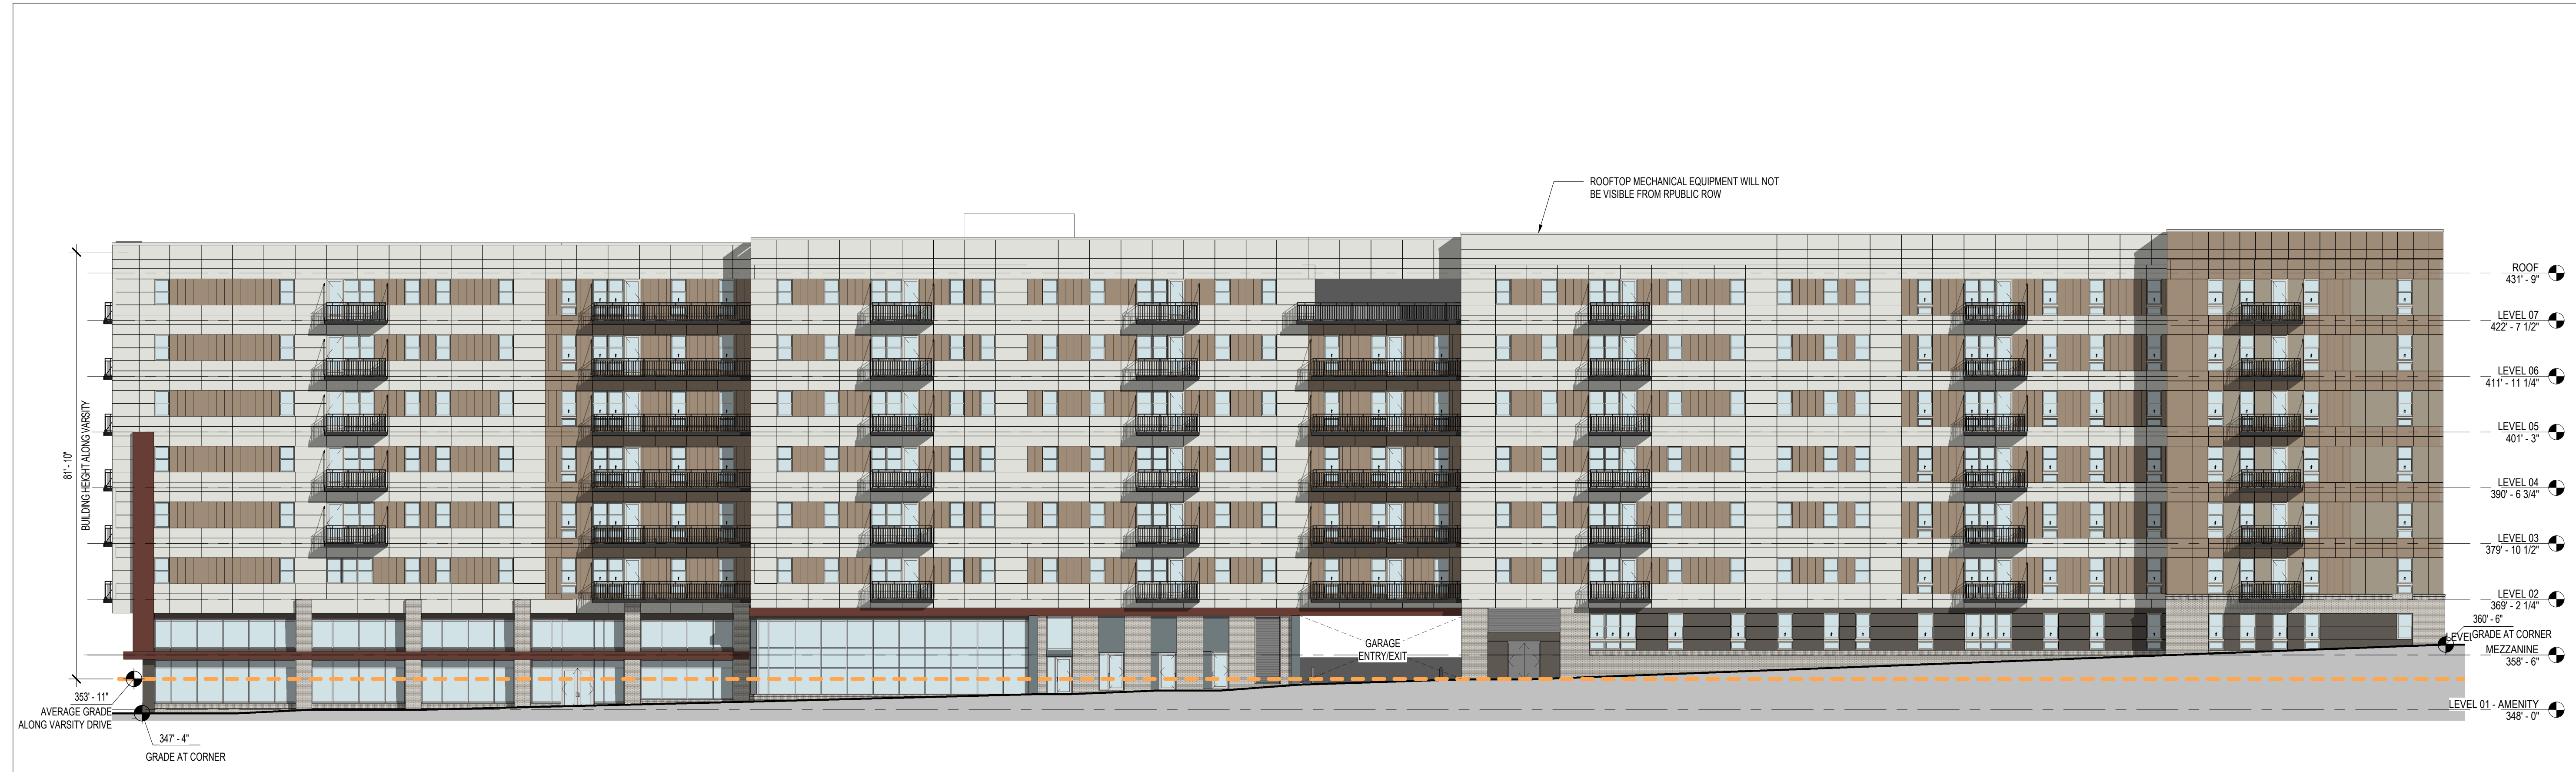 ROOFTOP MECHANICAL EQUIPMENT WILL NOT
BE VISIBLE FROM RPUBLIC ROW
81' - 10"
BUILDING HEIGHT ALONG VARSITY
ROOF
431' - 9"
LEVEL 07
422' - 7 1/2"
LEVEL 06
411' - 11 1/4"
LEVEL 05
401' - 3"
LEVEL 04
390' - 6 3/4"
LEVEL 03
379' - 10 1/2"
LEVEL 02
369' - 2 1/4"
360' - 6"
LEVEL
GRADE AT CORNER
MEZZANINE
358' - 6"
GARAGE
ENTRY/EXIT
353' - 11"
AVERAGE GRADE
ALONG VARSITY DRIVE
LEVEL 01 - AMENITY
348' - 0"
347' - 4"
GRADE AT CORNER